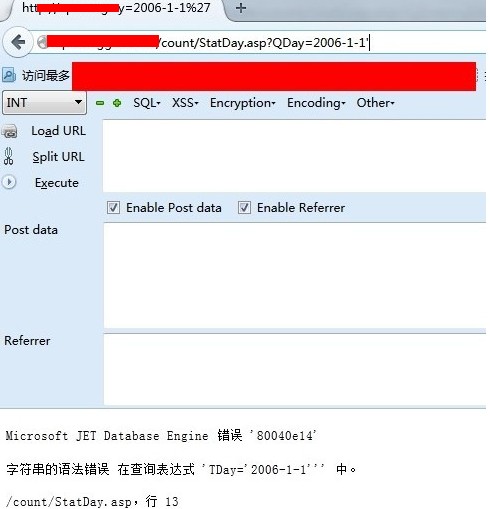 htt y=2006-1-1%27
/count/StatDay.asp?QDay=2006-1-1'
访问最多
INT SQL XSS Encryption Encoding Other
Load URL
Split URL
Execute
Enable Post data Enable Referrer
Post data
Referrer
Microsoft JET Database Engine 错误 '80040e14'
字符串的语法错误 在查询表达式 'TDay='2006-1-1''' 中。
/count/StatDay.asp，行 13